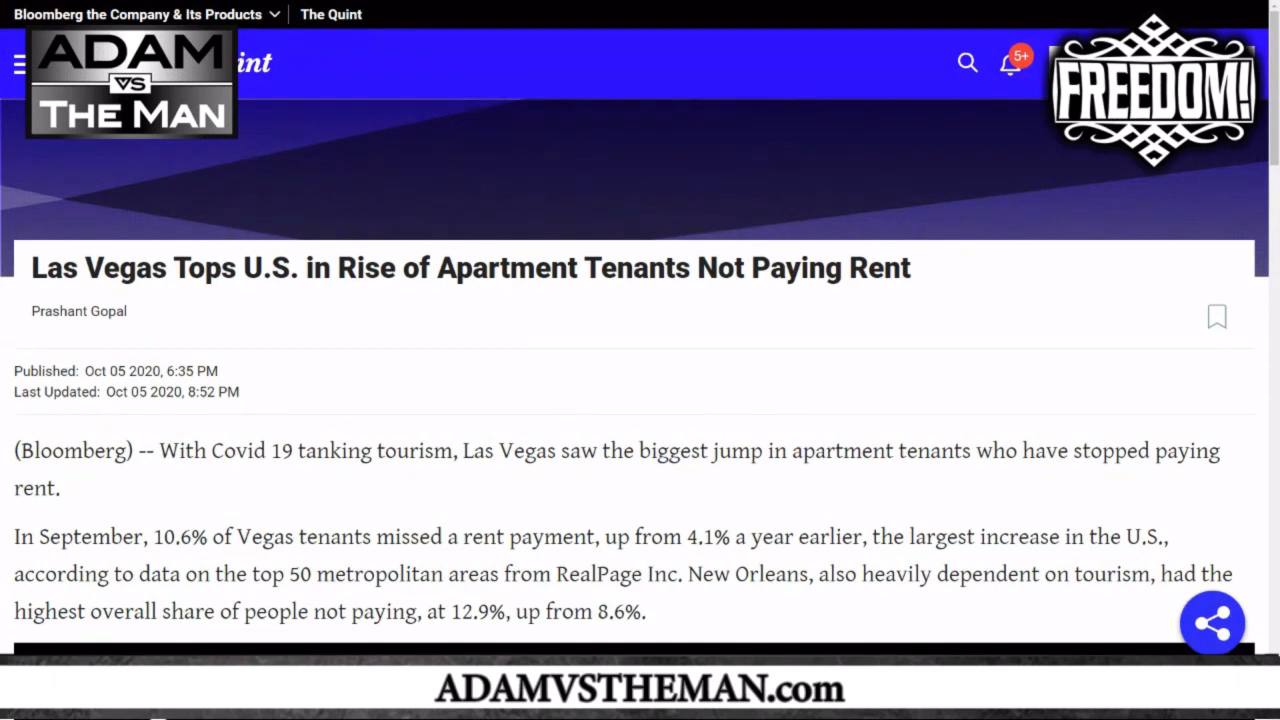 Bloomberg the Company & Its Products
The Quint
ADAM
VS
THE MAN
int
5+
FREEDOM!
Las Vegas Tops U.S. in Rise of Apartment Tenants Not Paying Rent
Prashant Gopal
Published: Oct 05 2020, 6:35 PM
Last Updated: Oct 05 2020, 8:52 PM
(Bloomberg) -- With Covid 19 tanking tourism, Las Vegas saw the biggest jump in apartment tenants who have stopped paying
rent.
In September, 10.6% of Vegas tenants missed a rent payment, up from 4.1% a year earlier, the largest increase in the U.S.,
according to data on the top 50 metropolitan areas from RealPage Inc. New Orleans, also heavily dependent on tourism, had the
highest overall share of people not paying, at 12.9%, up from 8.6%.
ADAMVSTHEMAN.com